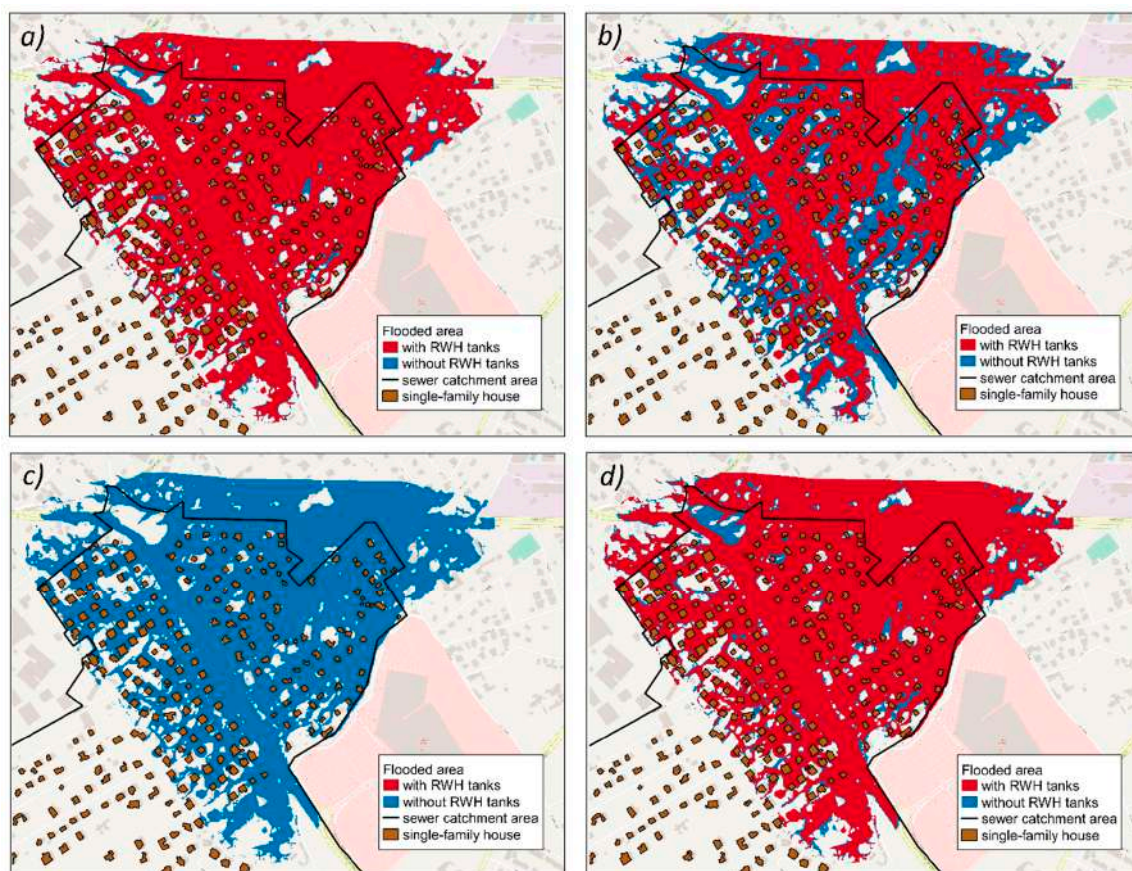 a)
Flooded area
with RWH tanks
without RWH tanks
sewer catchment area
single-family house
b)
Flooded area
with RWH tanks
without RWH tanks
sewer catchment area
single-family house
c)
Flooded area
with RWH tanks
without RWH tanks
sewer catchment area
single-family house
d)
Flooded area
with RWH tanks
without RWH tanks
sewer catchment area
single-family house